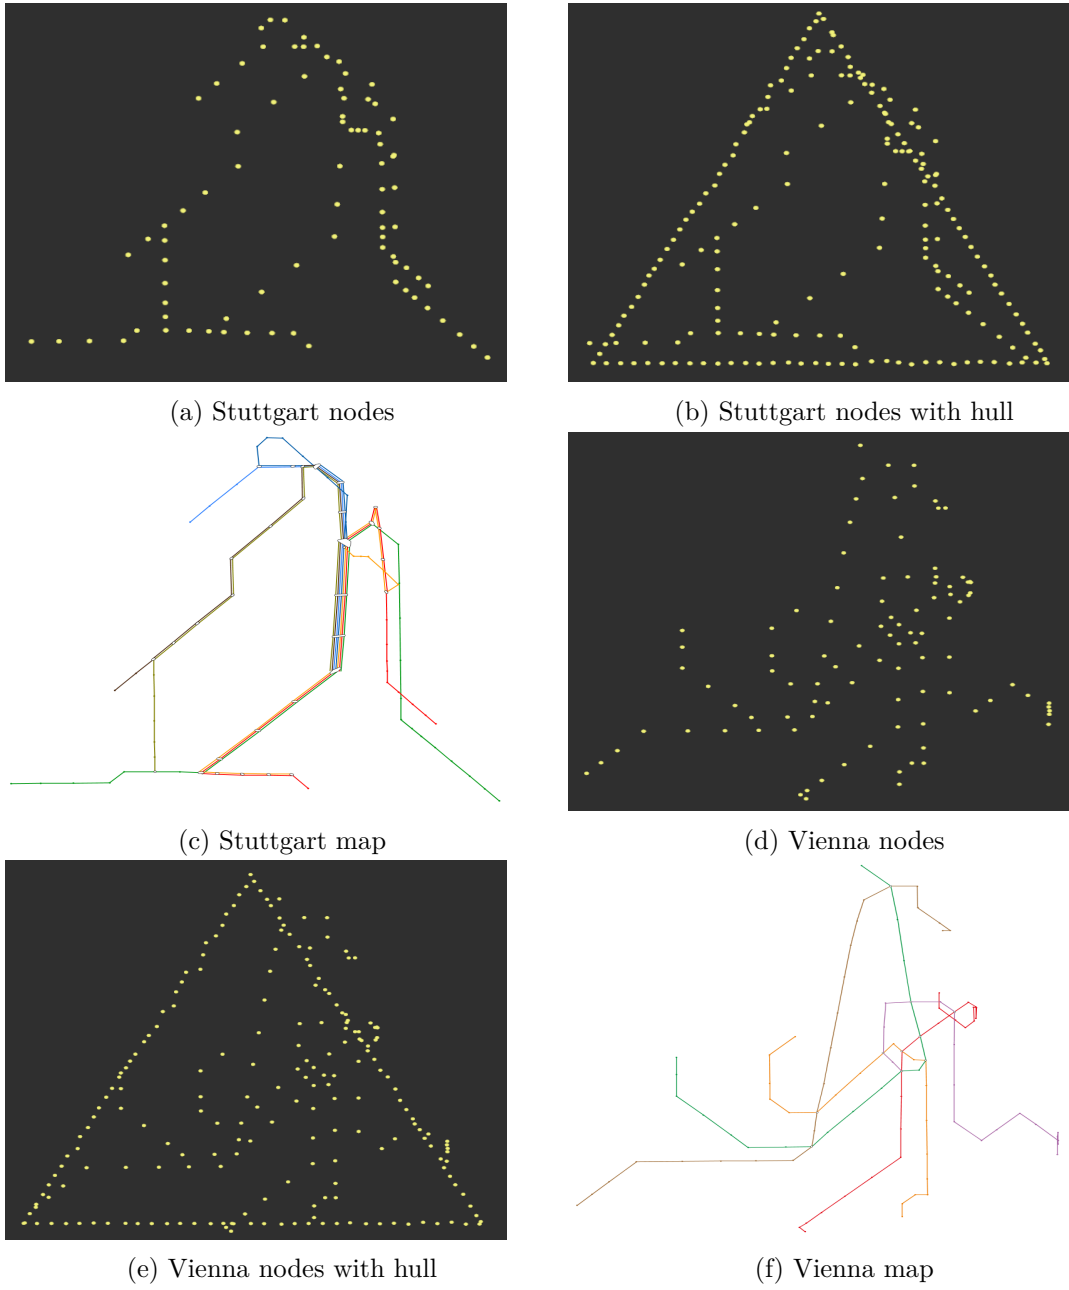 (a) Stuttgart nodes
(b) Stuttgart nodes with hull
(c) Stuttgart map
(d) Vienna nodes
(e) Vienna nodes with hull
(f) Vienna map